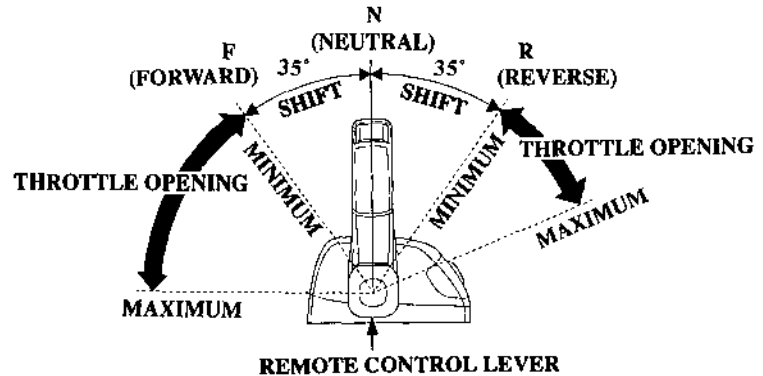 N
(NEUTRAL)
F
(FORWARD)
R
(REVERSE)
35°
35°
SHIFT
SHIFT
THROTTLE OPENING
MINIMUM
MINIMUM
THROTTLE OPENING
MAXIMUM
MAXIMUM
REMOTE CONTROL LEVER